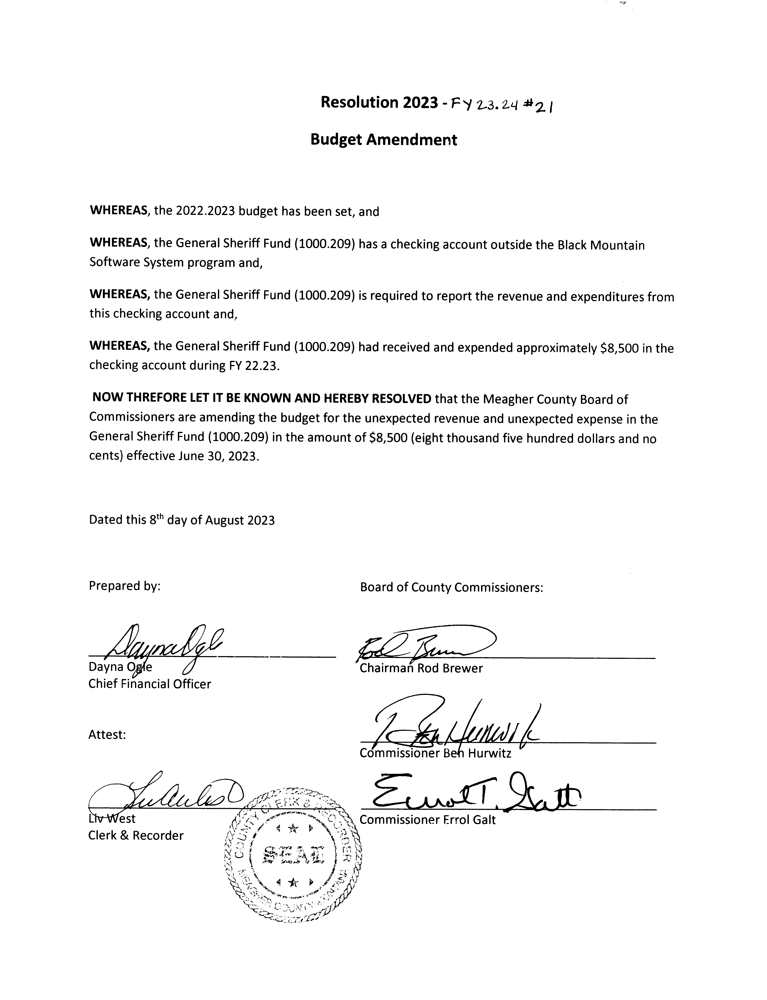 Resolution 2023 - FY 23.24 #21
Budget Amendment
WHEREAS, the 2022.2023 budget has been set, and
WHEREAS, the General Sheriff Fund (1000.209) has a checking account outside the Black Mountain
Software System program and,
WHEREAS, the General Sheriff Fund (1000.209) is required to report the revenue and expenditures from
this checking account and,
WHEREAS, the General Sheriff Fund (1000.209) had received and expended approximately $8,500 in the
checking account during FY 22.23.
NOW THREFORE LET IT BE KNOWN AND HEREBY RESOLVED that the Meagher County Board of
Commissioners are amending the budget for the unexpected revenue and unexpected expense in the
General Sheriff Fund (1000.209) in the amount of $8,500 (eight thousand five hundred dollars and no
cents) effective June 30, 2023.
Dated this 8th day of August 2023
Prepared by:
Board of County Commissioners:
Dayna Ogle
Dayna Ogle
Chief Financial Officer
Rod Brewer
Chairman Rod Brewer
Ben Hurwitz
Commissioner Ben Hurwitz
Attest:
Liv West
Clerk & Recorder
Errol T. Galt
Commissioner Errol Galt
COUNTY CLERK & RECORDER
SEAL
MEAGHER COUNTY MONTANA